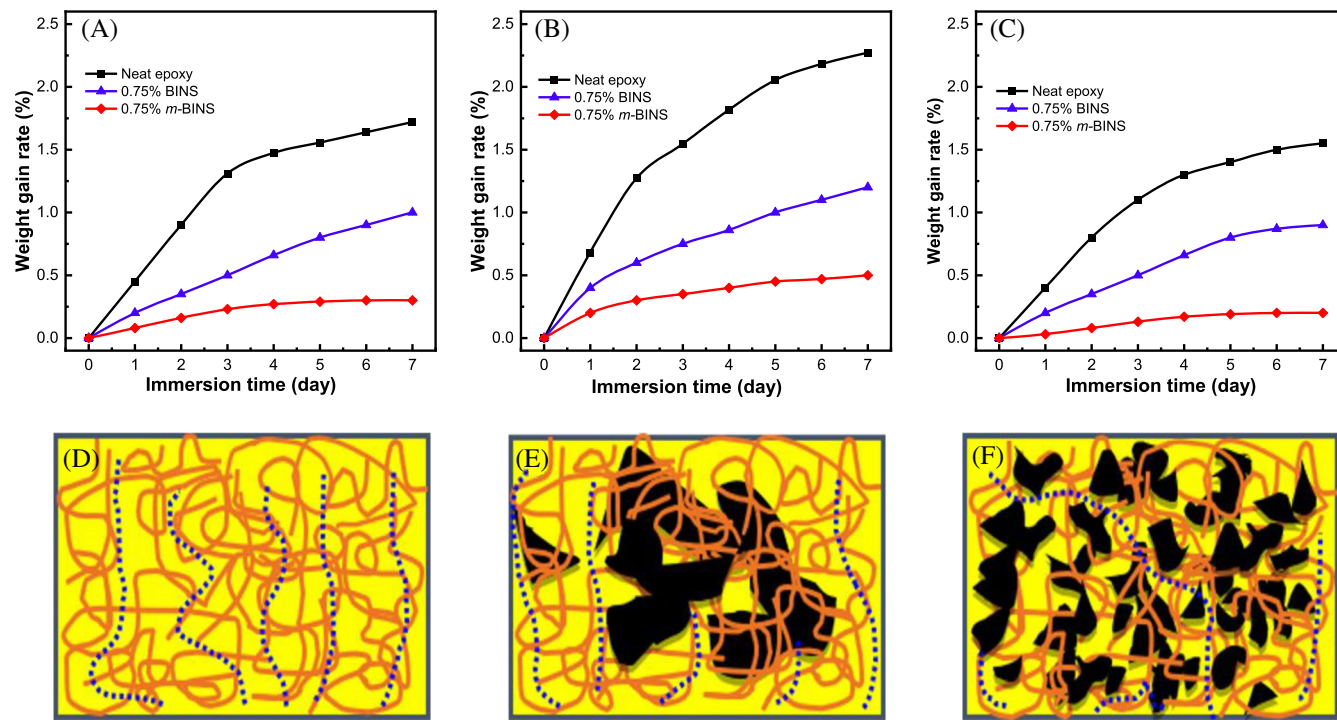 (A)
Weight gain rate (%)
2.5
2.0
1.5
1.0
0.5
0.0
Neat epoxy
0.75% BINS
0.75% m-BINS
0 1 2 3 4 5 6 7
Immersion time (day)
(B)
Weight gain rate (%)
2.5
2.0
1.5
1.0
0.5
0.0
Neat epoxy
0.75% BINS
0.75% m-BINS
0 1 2 3 4 5 6 7
Immersion time (day)
(C)
Weight gain rate (%)
2.5
2.0
1.5
1.0
0.5
0.0
Neat epoxy
0.75% BINS
0.75% m-BINS
0 1 2 3 4 5 6 7
Immersion time (day)
(D)
(E)
(F)